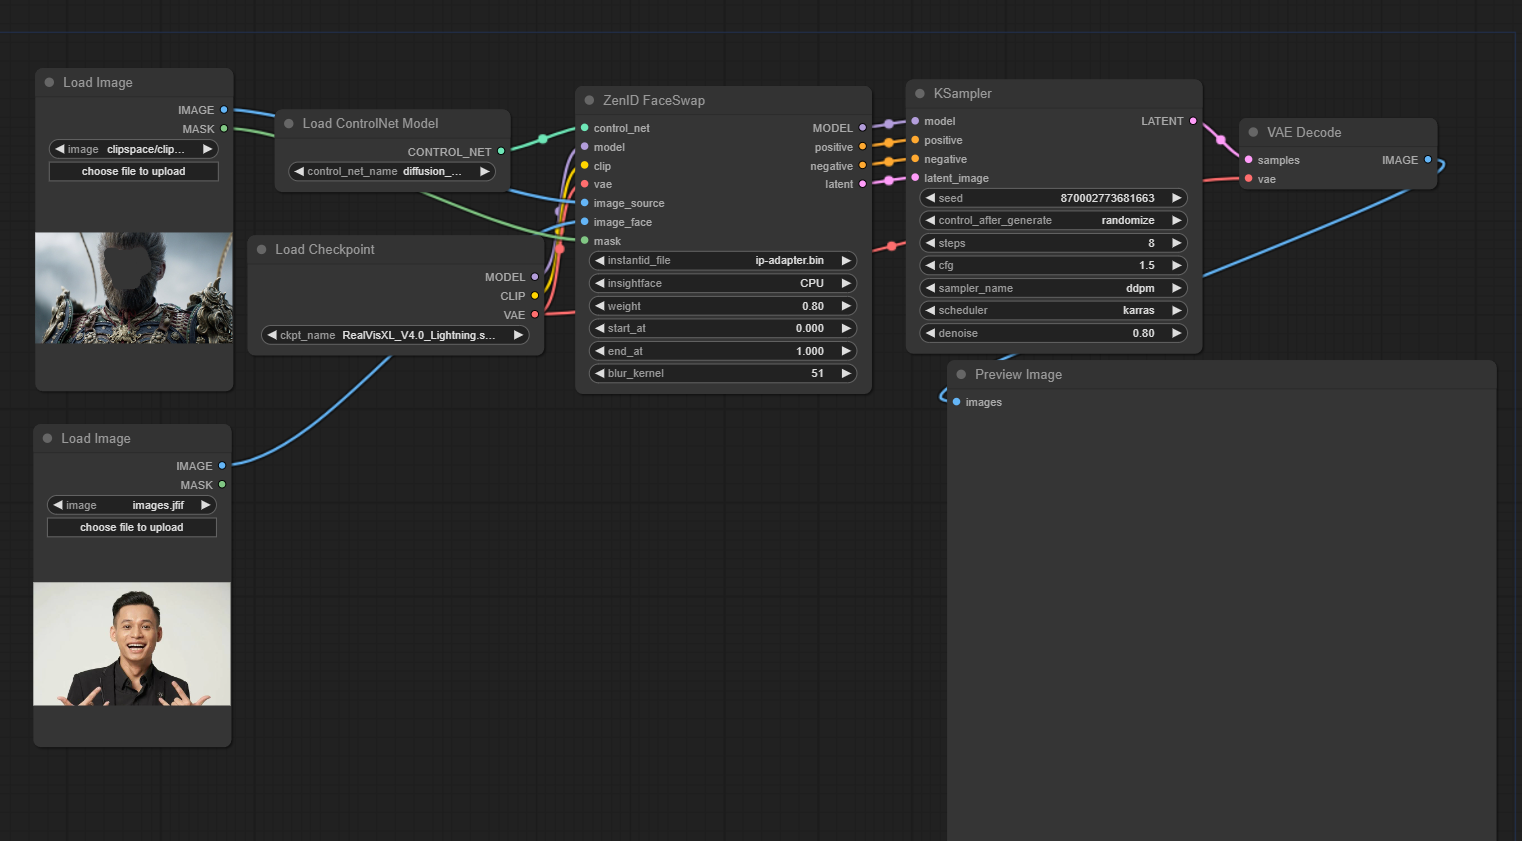 Load Image
IMAGE
MASK
image clipspace/clip...
choose file to upload
Load ControlNet Model
CONTROL_NET
control_net_name diffusion_...
Load Checkpoint
MODEL
CLIP
VAE
ckpt_name RealVisXL_V4.0_Lightning.s...
Load Image
IMAGE
MASK
image images.jfif
choose file to upload
ZenID FaceSwap
control_net MODEL
model positive
clip negative
vae latent
image_source
image_face
mask
instantid_file ip-adapter.bin
insightface CPU
weight 0.80
start_at 0.000
end_at 1.000
blur_kernel 51
KSampler
model LATENT
positive
negative
latent_image
seed 870002773681663
control_after_generate randomize
steps 8
cfg 1.5
sampler_name ddpm
scheduler karras
denoise 0.80
VAE Decode
samples IMAGE
vae
Preview Image
images